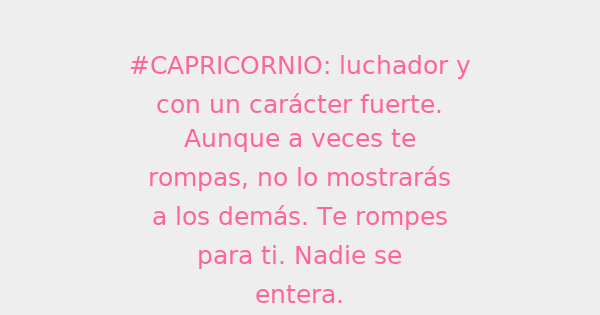 #CAPRICORNIO: luchador y
con un carácter fuerte.
Aunque a veces te
rompas, no lo mostrarás
a los demás. Te rompes
para ti. Nadie se
entera.